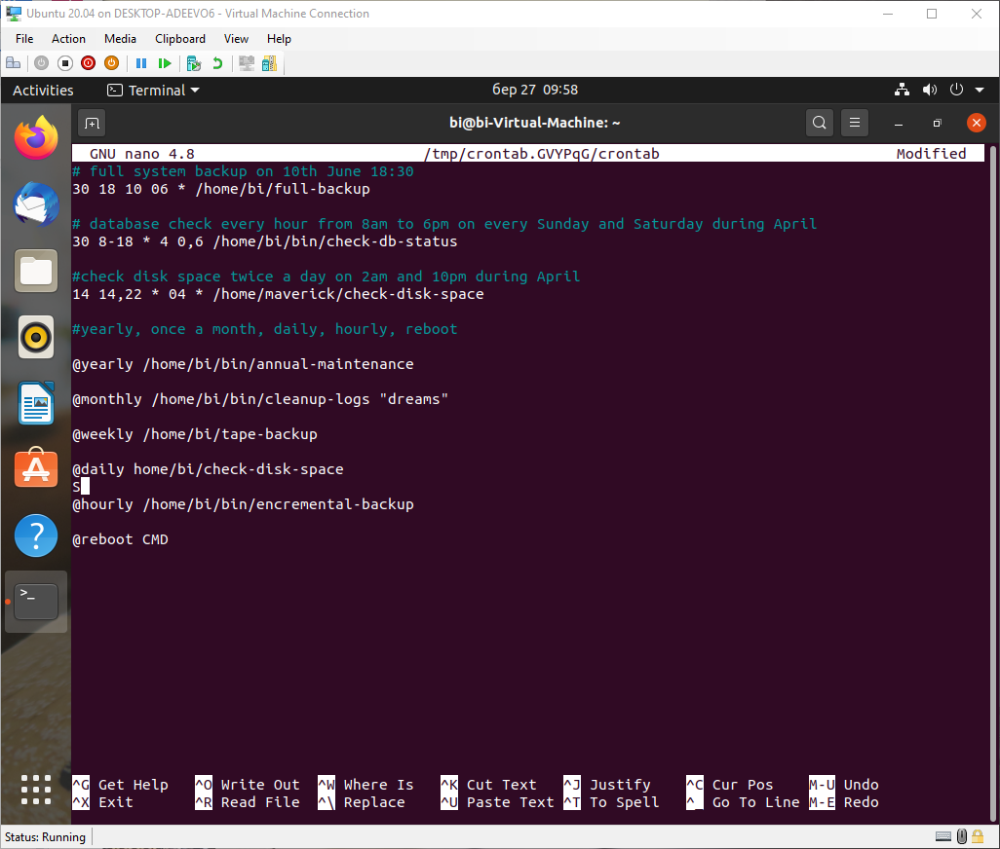 Ubuntu 20.04 on DESKTOP-ADEEVO6 - Virtual Machine Connection
File Action Media Clipboard View Help
Activities Terminal бер 27 09:58
bi@bi-Virtual-Machine: ~
GNU nano 4.8 /tmp/crontab.GVYPqG/crontab Modified
# full system backup on 10th June 18:30
30 18 10 06 * /home/bi/full-backup
# database check every hour from 8am to 6pm on every Sunday and Saturday during April
30 8-18 * 4 0,6 /home/bi/bin/check-db-status
#check disk space twice a day on 2am and 10pm during April
14 14,22 * 04 * /home/maverick/check-disk-space
#yearly, once a month, daily, hourly, reboot
@yearly /home/bi/bin/annual-maintenance
@monthly /home/bi/bin/cleanup-logs "dreams"
@weekly /home/bi/tape-backup
@daily home/bi/check-disk-space
S
@hourly /home/bi/bin/encremental-backup
@reboot CMD
^G Get Help ^O Write Out ^W Where Is ^K Cut Text ^J Justify ^C Cur Pos M-U Undo
^X Exit ^R Read File ^\ Replace ^U Paste Text ^T To Spell ^_ Go To Line M-E Redo
Status: Running